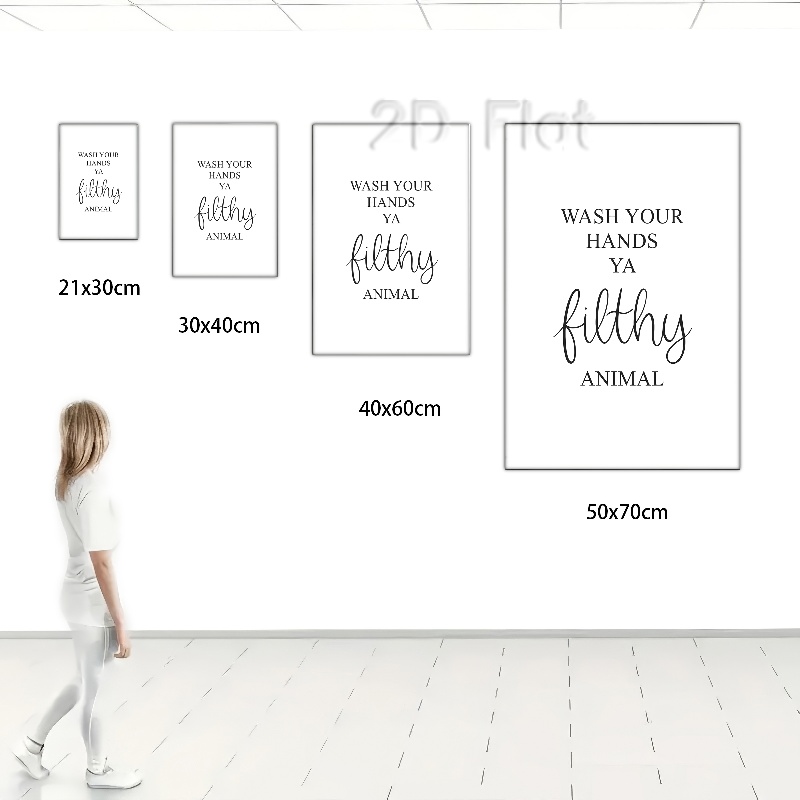 2D Flat
WASH YOUR
HANDS
YA
filthy
ANIMAL
21x30cm
WASH YOUR
HANDS
YA
filthy
ANIMAL
30x40cm
WASH YOUR
HANDS
YA
filthy
ANIMAL
40x60cm
WASH YOUR
HANDS
YA
filthy
ANIMAL
50x70cm